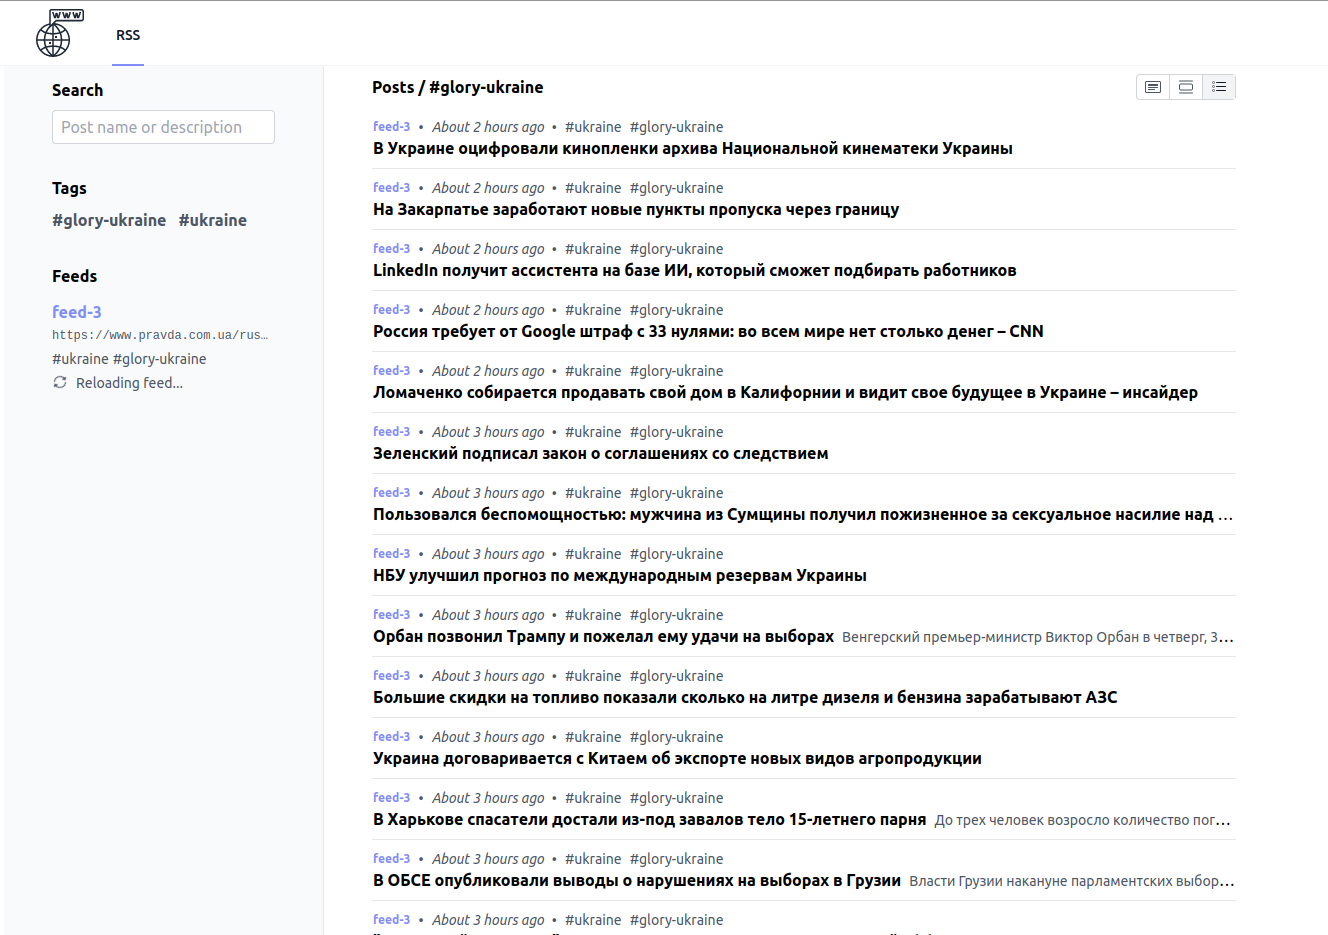 WWW
RSS
Search
Post name or description
Tags
#glory-ukraine #ukraine
Feeds
feed-3
https://www.pravda.com.ua/rus…
#ukraine #glory-ukraine
Reloading feed...
Posts / #glory-ukraine
feed-3 • About 2 hours ago • #ukraine #glory-ukraine
В Украине оцифровали кинопленки архива Национальной кинематеки Украины
feed-3 • About 2 hours ago • #ukraine #glory-ukraine
На Закарпатье заработают новые пункты пропуска через границу
feed-3 • About 2 hours ago • #ukraine #glory-ukraine
LinkedIn получит ассистента на базе ИИ, который сможет подбирать работников
feed-3 • About 2 hours ago • #ukraine #glory-ukraine
Россия требует от Google штраф с 33 нулями: во всем мире нет столько денег – CNN
feed-3 • About 2 hours ago • #ukraine #glory-ukraine
Ломаченко собирается продавать свой дом в Калифорнии и видит свое будущее в Украине – инсайдер
feed-3 • About 3 hours ago • #ukraine #glory-ukraine
Зеленский подписал закон о соглашениях со следствием
feed-3 • About 3 hours ago • #ukraine #glory-ukraine
Пользовался беспомощностью: мужчина из Сумщины получил пожизненное за сексуальное насилие над …
feed-3 • About 3 hours ago • #ukraine #glory-ukraine
НБУ улучшил прогноз по международным резервам Украины
feed-3 • About 3 hours ago • #ukraine #glory-ukraine
Орбан позвонил Трампу и пожелал ему удачи на выборах Венгерский премьер-министр Виктор Орбан в четверг, 3…
feed-3 • About 3 hours ago • #ukraine #glory-ukraine
Большие скидки на топливо показали сколько на литре дизеля и бензина зарабатывают АЗС
feed-3 • About 3 hours ago • #ukraine #glory-ukraine
Украина договаривается с Китаем об экспорте новых видов агропродукции
feed-3 • About 3 hours ago • #ukraine #glory-ukraine
В Харькове спасатели достали из-под завалов тело 15-летнего парня До трех человек возросло количество пог…
feed-3 • About 3 hours ago • #ukraine #glory-ukraine
В ОБСЕ опубликовали выводы о нарушениях на выборах в Грузии Власти Грузии накануне парламентских выбор…
feed-3 • About 3 hours ago • #ukraine #glory-ukraine